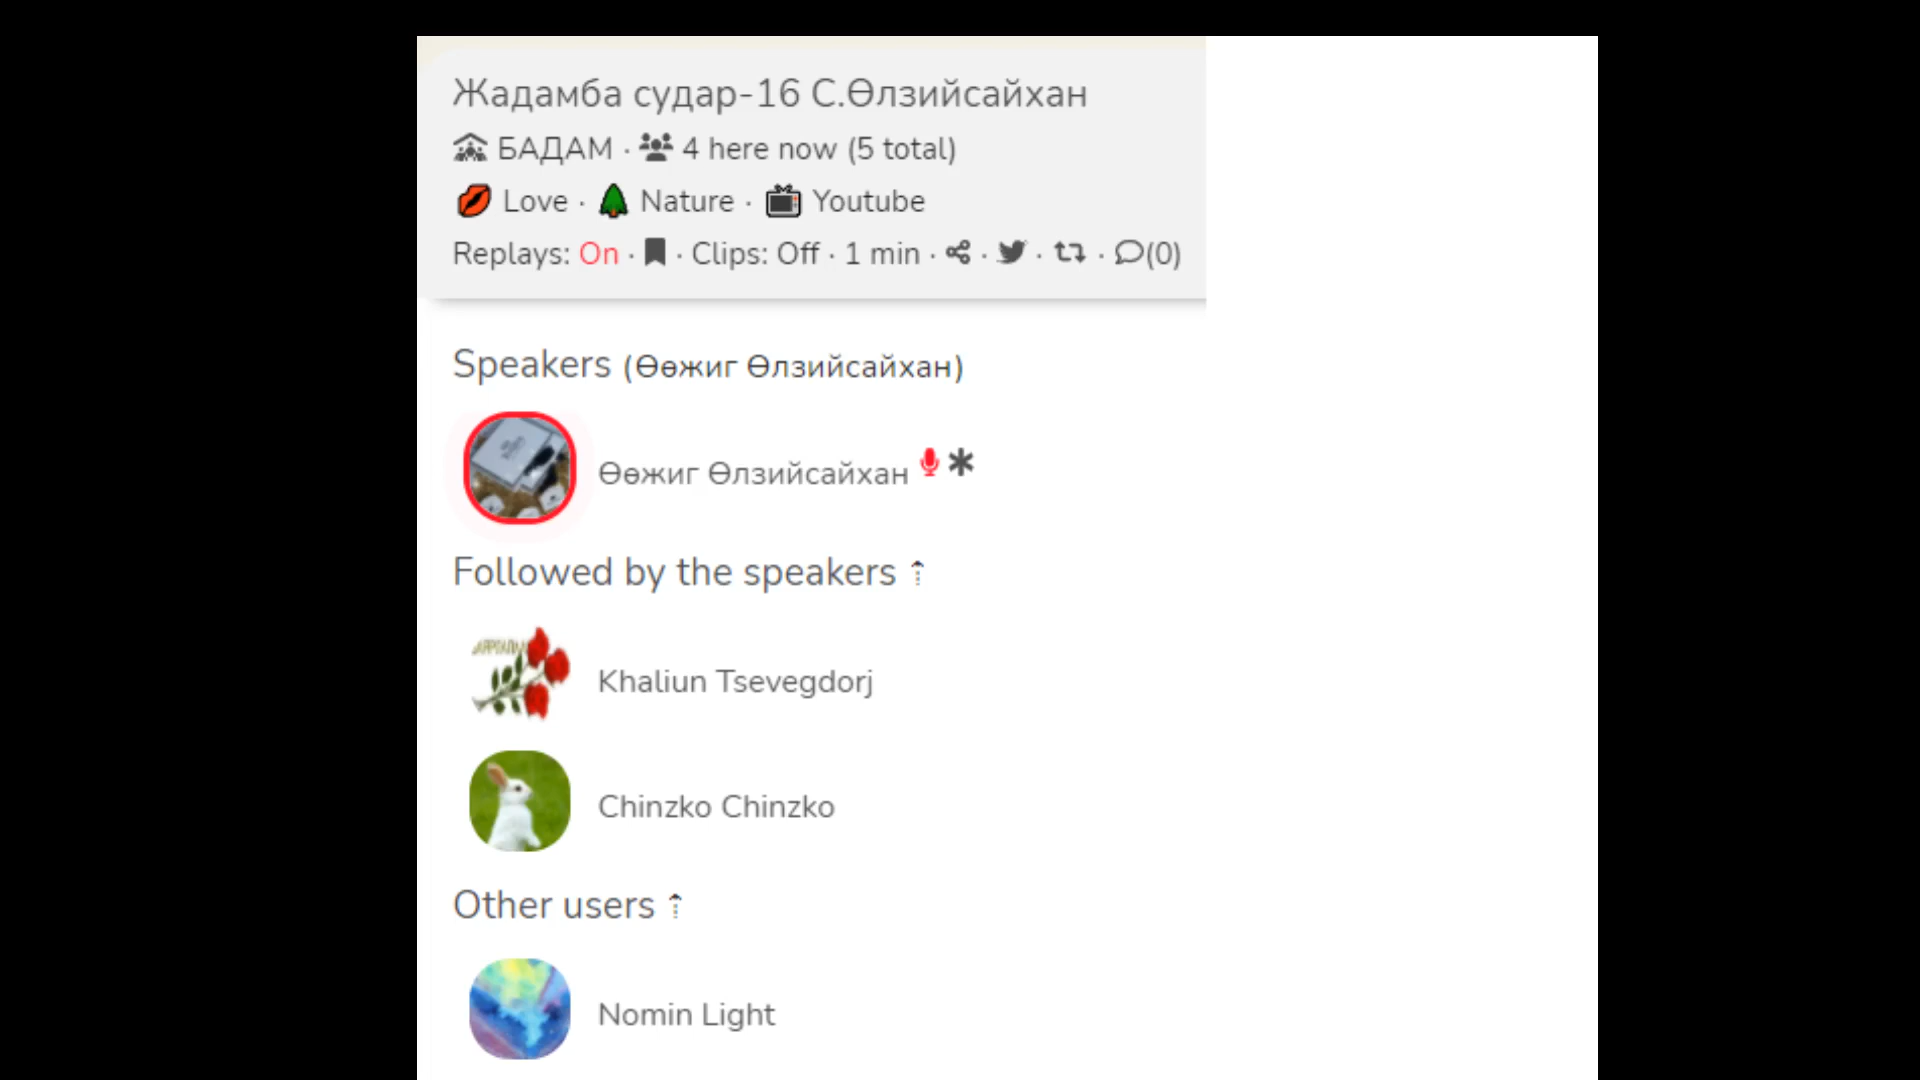 Жадамба судар-16 С.Өлзийсайхан
БАДАМ · 4 here now (5 total)
Love · Nature · Youtube
Replays: On · Clips: Off · 1 min · (0)
Speakers (Өөжиг Өлзийсайхан)
Өөжиг Өлзийсайхан
Followed by the speakers
Khaliun Tsevegdorj
Chinzko Chinzko
Other users
Nomin Light